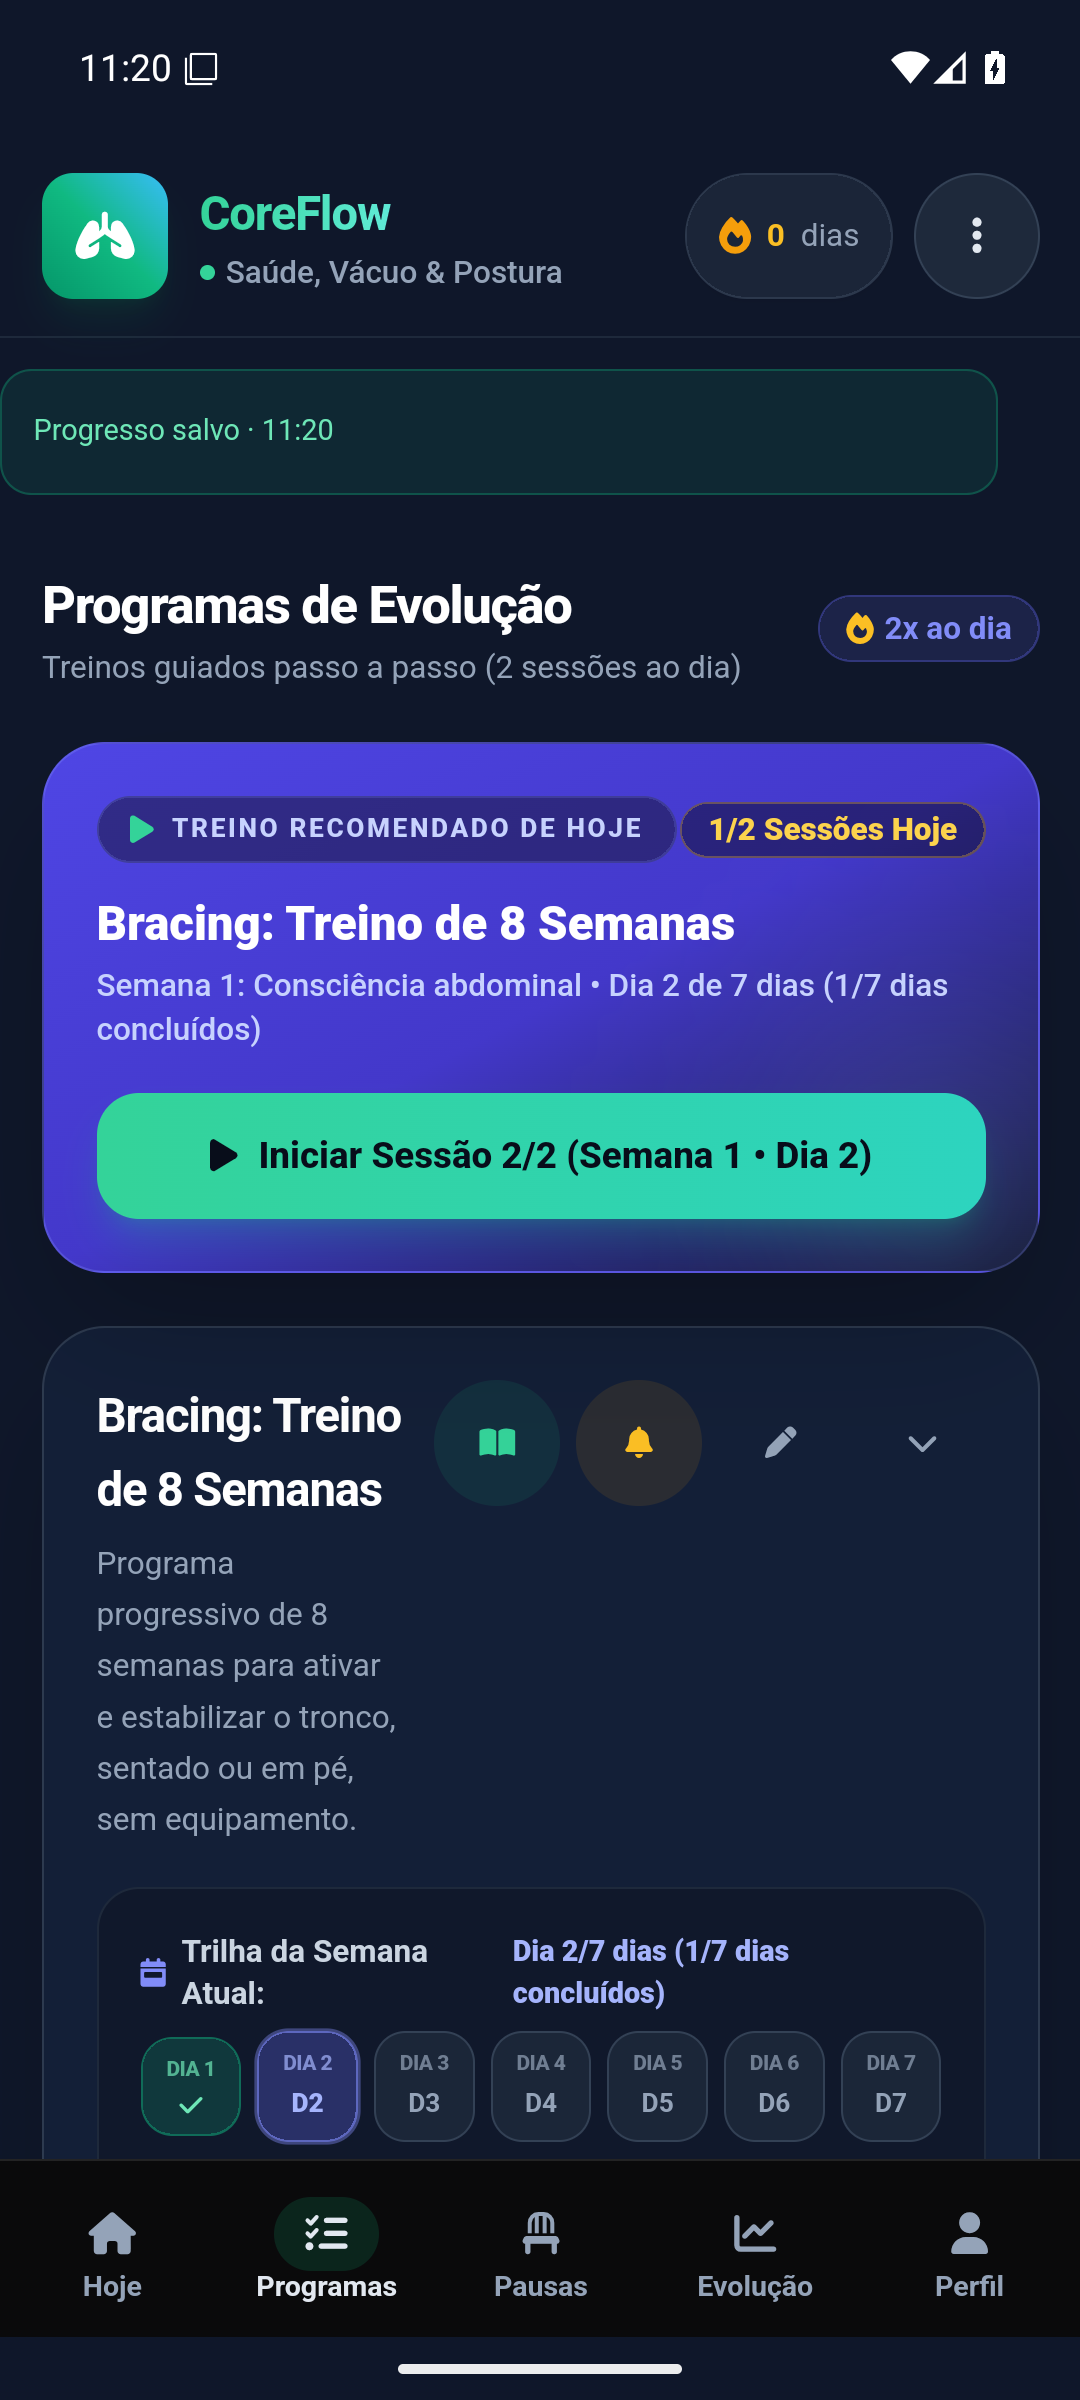 11:20
CoreFlow
Saúde, Vácuo & Postura
0 dias
Progresso salvo · 11:20
Programas de Evolução
Treinos guiados passo a passo (2 sessões ao dia)
2x ao dia
TREINO RECOMENDADO DE HOJE
1/2 Sessões Hoje
Bracing: Treino de 8 Semanas
Semana 1: Consciência abdominal • Dia 2 de 7 dias (1/7 dias
concluídos)
Iniciar Sessão 2/2 (Semana 1 • Dia 2)
Bracing: Treino
de 8 Semanas
Programa
progressivo de 8
semanas para ativar
e estabilizar o tronco,
sentado ou em pé,
sem equipamento.
Trilha da Semana
Atual:
Dia 2/7 dias (1/7 dias
concluídos)
DIA 1
DIA 2
D2
DIA 3
D3
DIA 4
D4
DIA 5
D5
DIA 6
D6
DIA 7
D7
Hoje
Programas
Pausas
Evolução
Perfil